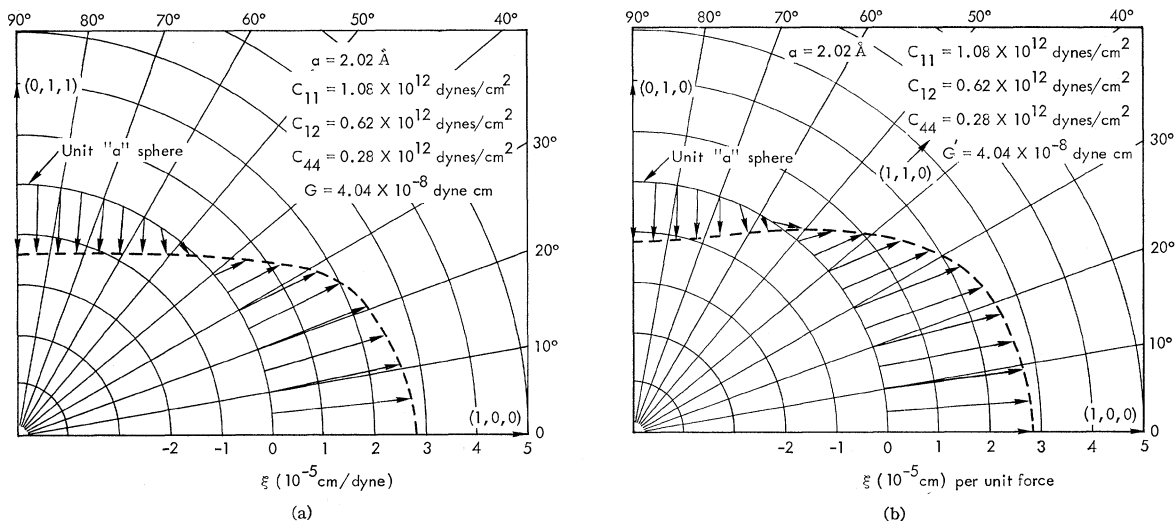 90° 80° 70° 60° 50° 40°
a = 2.02 Å
C11 = 1.08 X 10^12 dynes/cm^2
(0,1,1)
C12 = 0.62 X 10^12 dynes/cm^2
Unit "a" sphere
C44 = 0.28 X 10^12 dynes/cm^2
30°
G = 4.04 X 10^-8 dyne cm
20°
10°
(1,0,0)
0
-2 -1 0 1 2 3 4 5
ξ (10^-5 cm/dyne)
(a)
90° 80° 70° 60° 50° 40°
a = 2.02 Å
C11 = 1.08 X 10^12 dynes/cm^2
(0,1,0)
C12 = 0.62 X 10^12 dynes/cm^2
C44 = 0.28 X 10^12 dynes/cm^2
30°
Unit "a" sphere
G' = 4.04 X 10^-8 dyne cm
(1,1,0)
20°
10°
(1,0,0)
0
-2 -1 0 1 2 3 4 5
ξ (10^-5 cm) per unit force
(b)